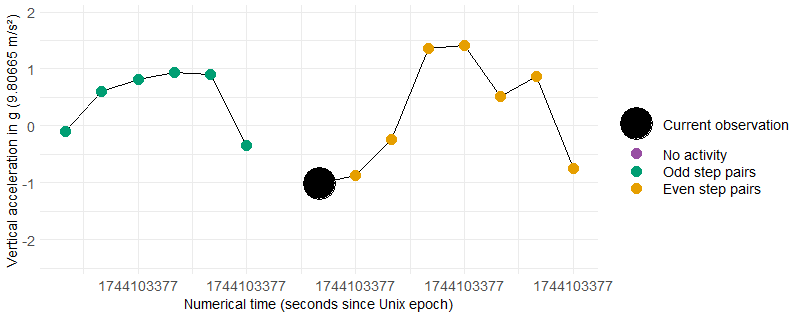 Vertical acceleration in g (9.80665 m/s²)
2
1
0
-1
-2
1744103377 1744103377 1744103377 1744103377 1744103377
Numerical time (seconds since Unix epoch)
Current observation
No activity
Odd step pairs
Even step pairs